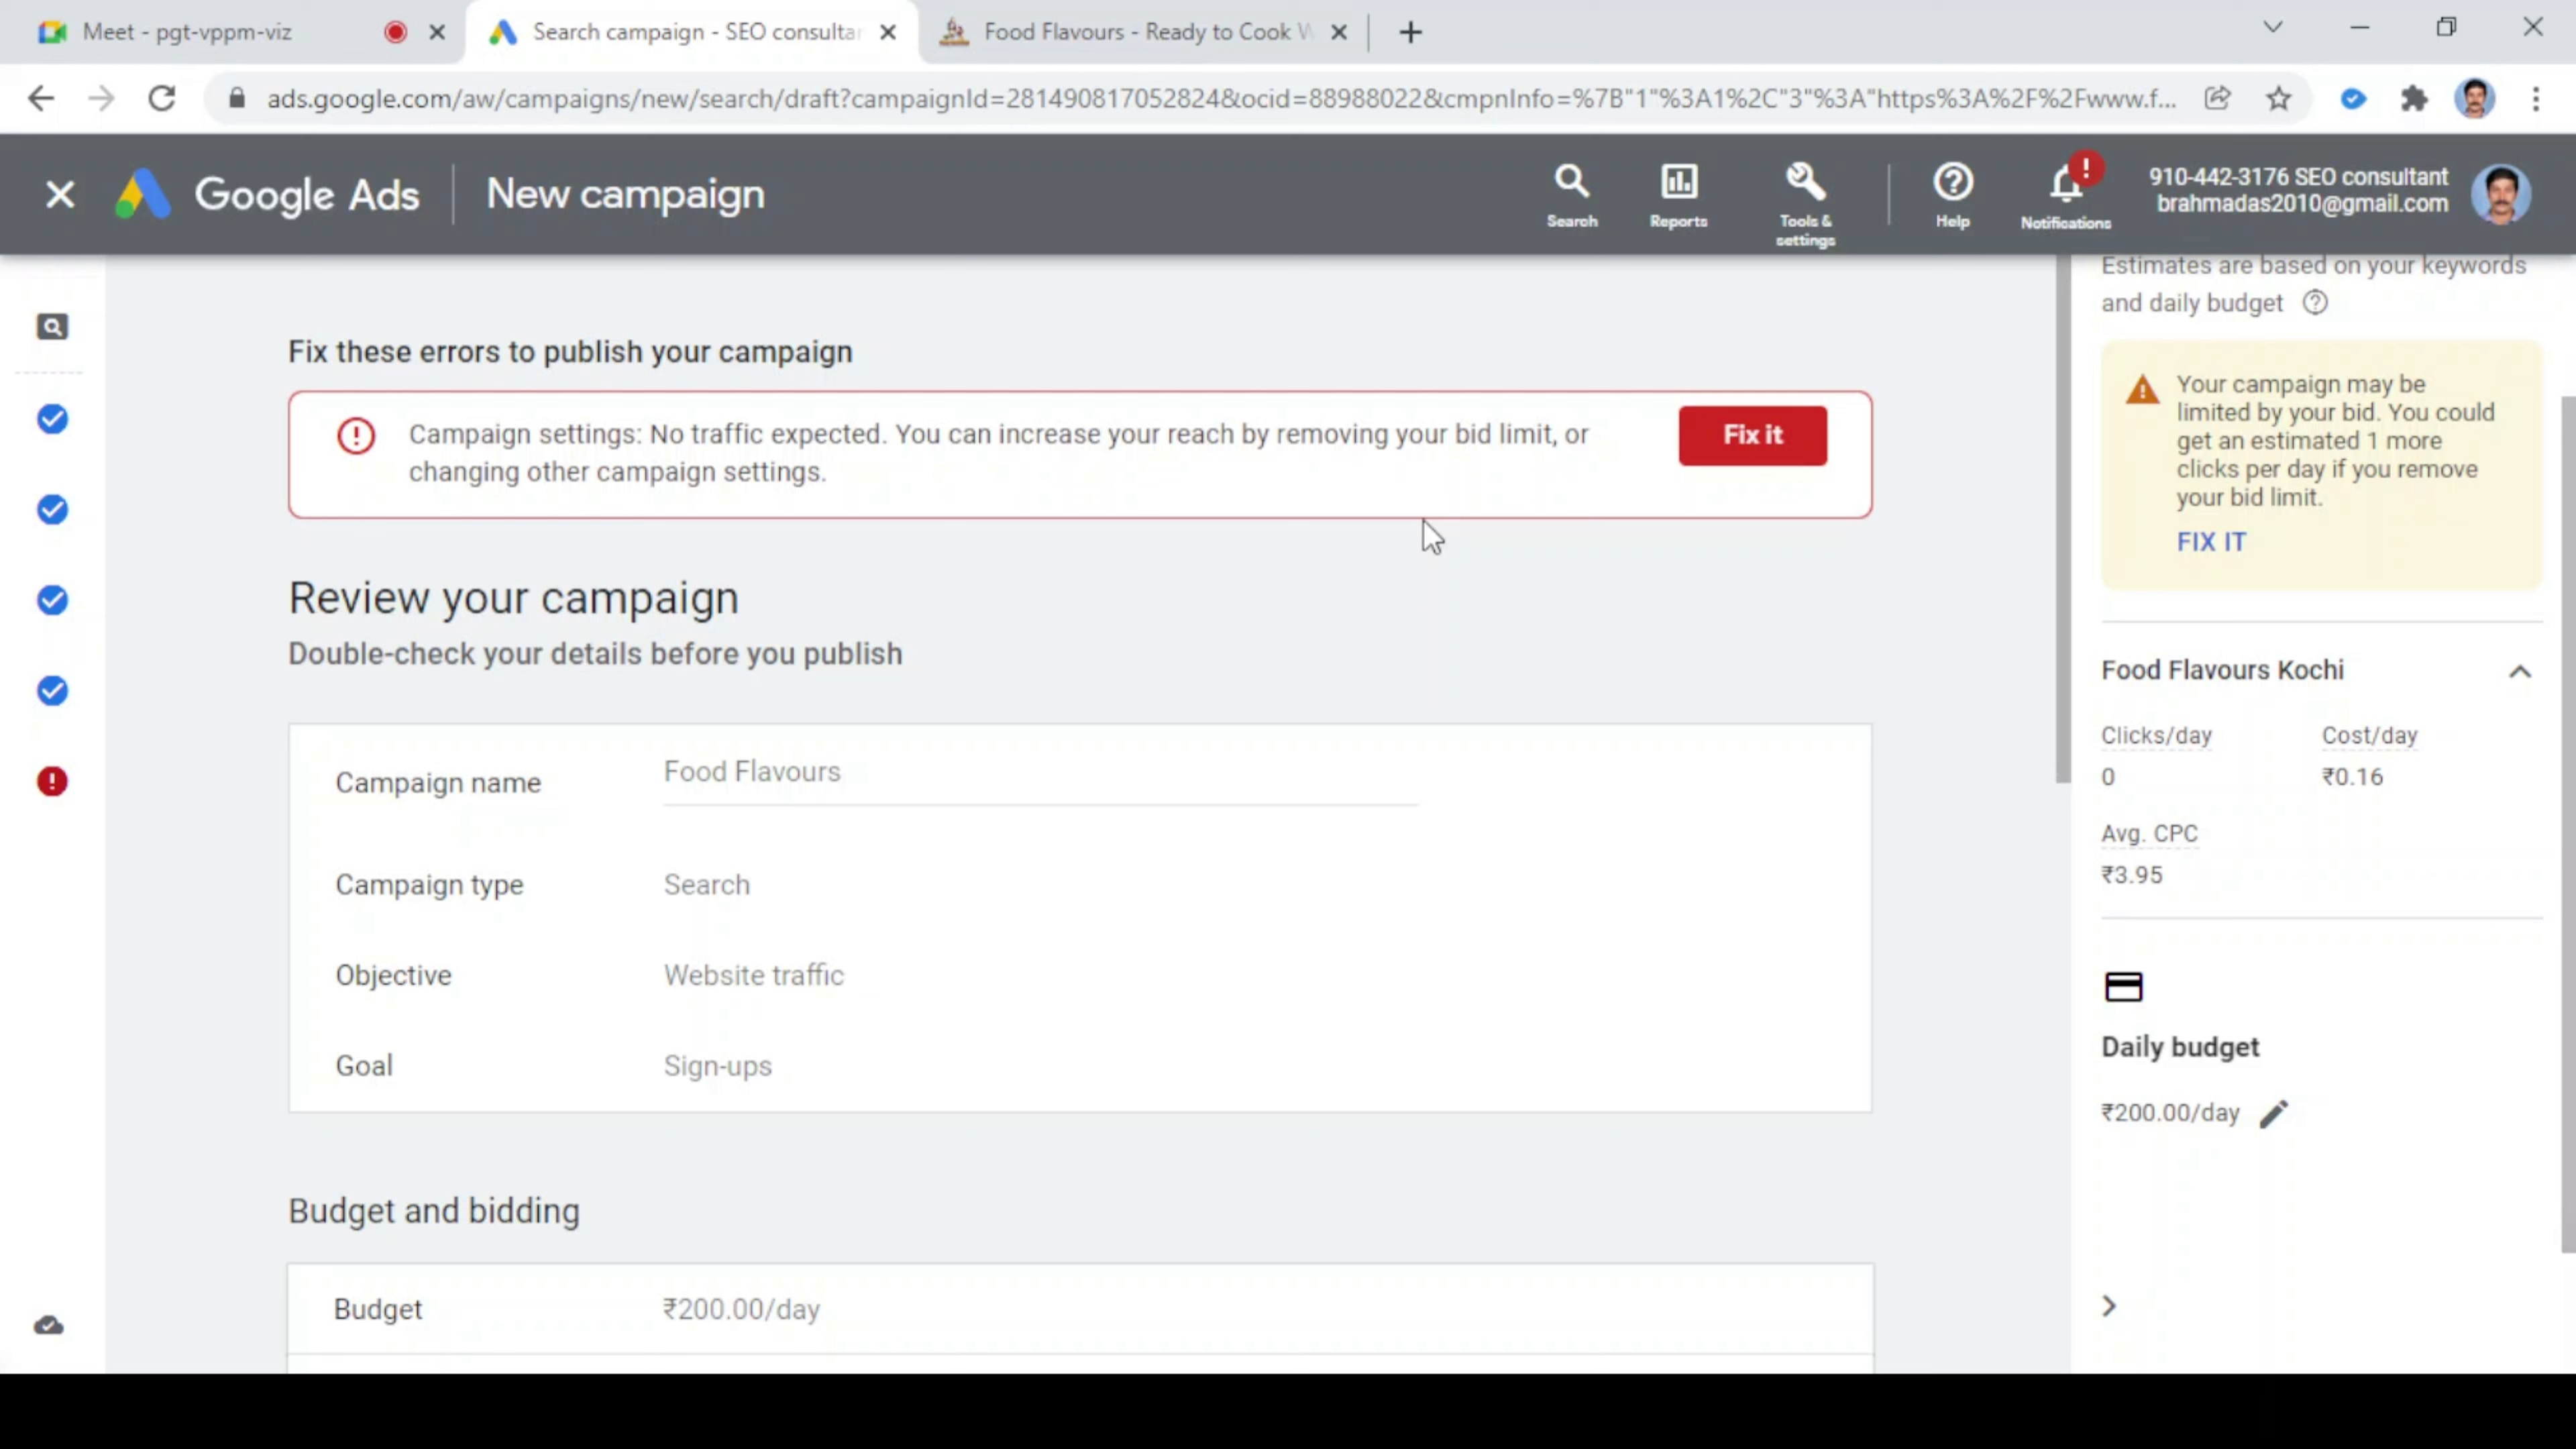 Meet - pgt-vppm-viz
Search campaign - SEO consultar
Food Flavours - Ready to Cook W
ads.google.com/aw/campaigns/new/search/draft?campaignId=281490817052824&ocid=88988022&cmpnInfo=%7B"1"%3A1%2C"3"%3A"https%3A%2F%2Fwww.f...
Google Ads
New campaign
Search
Reports
Tools &
settings
Help
Notifications
910-442-3176 SEO consultant
brahmadas2010@gmail.com
Fix these errors to publish your campaign
Campaign settings: No traffic expected. You can increase your reach by removing your bid limit, or
changing other campaign settings.
Fix it
Review your campaign
Double-check your details before you publish
Campaign name
Food Flavours
Campaign type
Search
Objective
Website traffic
Goal
Sign-ups
Budget and bidding
Budget
₹200.00/day
Estimates are based on your keywords
and daily budget
Your campaign may be
limited by your bid. You could
get an estimated 1 more
clicks per day if you remove
your bid limit.
FIX IT
Food Flavours Kochi
Clicks/day
Cost/day
0
₹0.16
Avg. CPC
₹3.95
Daily budget
₹200.00/day